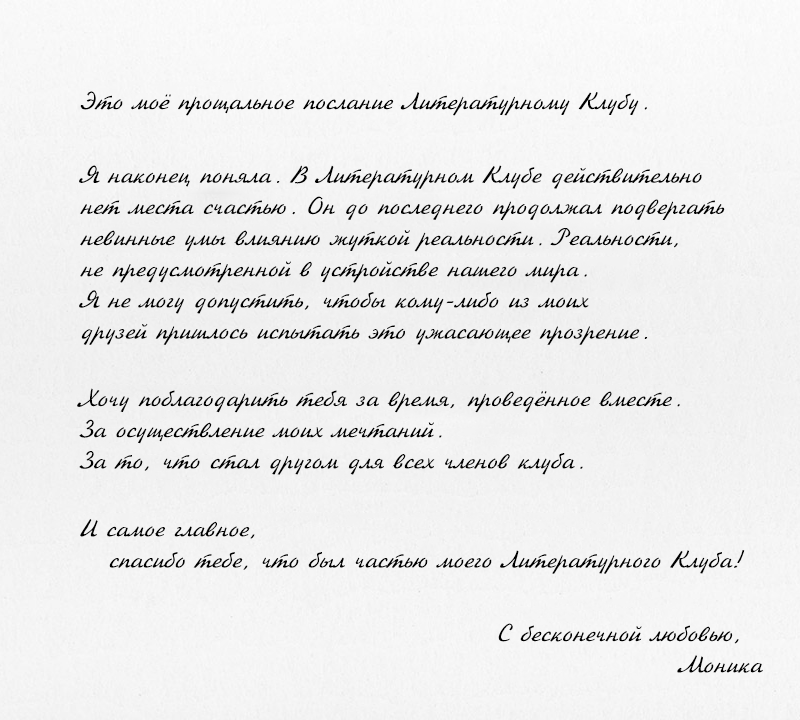 Это моё прощальное послание Литературному Клубу.
Я наконец поняла. В Литературном Клубе действительно
нет места счастью. Он до последнего продолжал подвергать
невинные умы влиянию жуткой реальности. Реальности,
не предусмотренной в устройстве нашего мира.
Я не могу допустить, чтобы кому-либо из моих
друзей пришлось испытать это ужасающее прозрение.
Хочу поблагодарить тебя за время, проведённое вместе.
За осуществление моих мечтаний.
За то, что стал другом для всех членов клуба.
И самое главное,
спасибо тебе, что был частью моего Литературного Клуба!
С бесконечной любовью,
Моника